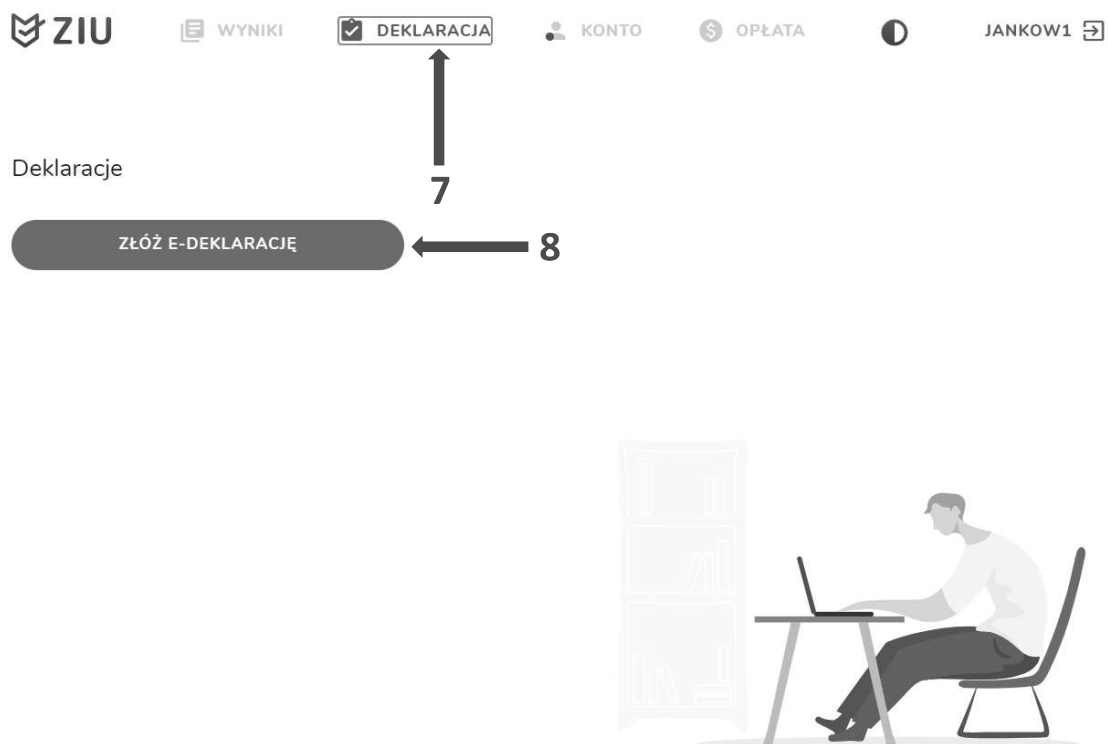 ZIU WYNIKI DEKLARACJA KONTO $ OPŁATA JANKOW1
Deklaracje
7
ZŁÓŻ E-DEKLARACJĘ 8